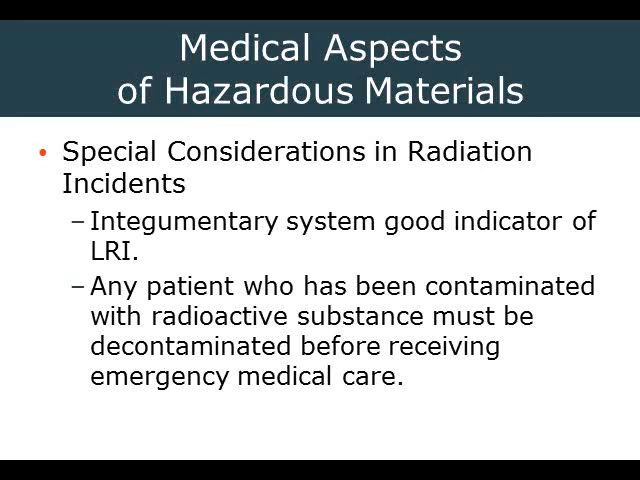 Medical Aspects
of Hazardous Materials
• Special Considerations in Radiation
Incidents
– Integumentary system good indicator of
LRI.
– Any patient who has been contaminated
with radioactive substance must be
decontaminated before receiving
emergency medical care.